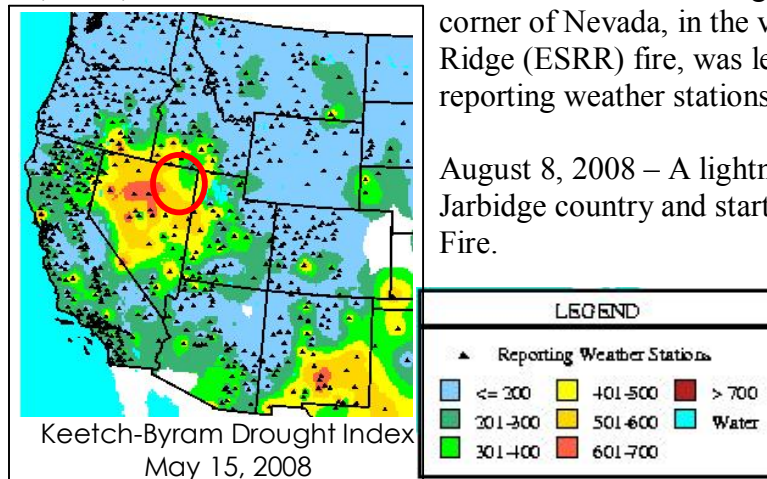 corner of Nevada, in the v
Ridge (ESRR) fire, was le
reporting weather stations
August 8, 2008 – A lightn
Jarbidge country and start
Fire.
Keetch-Byram Drought Index
May 15, 2008
LEGEND
Reporting Weather Stations
<= 200 401-500 > 700
201-300 501-600 Water
301-400 601-700